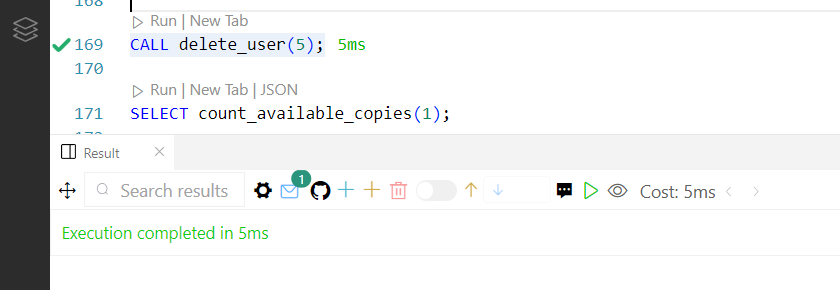 168
Run | New Tab
169 CALL delete_user(5); 5ms
170
Run | New Tab | JSON
171 SELECT count_available_copies(1);
Result
Search results 1 Cost: 5ms
Execution completed in 5ms